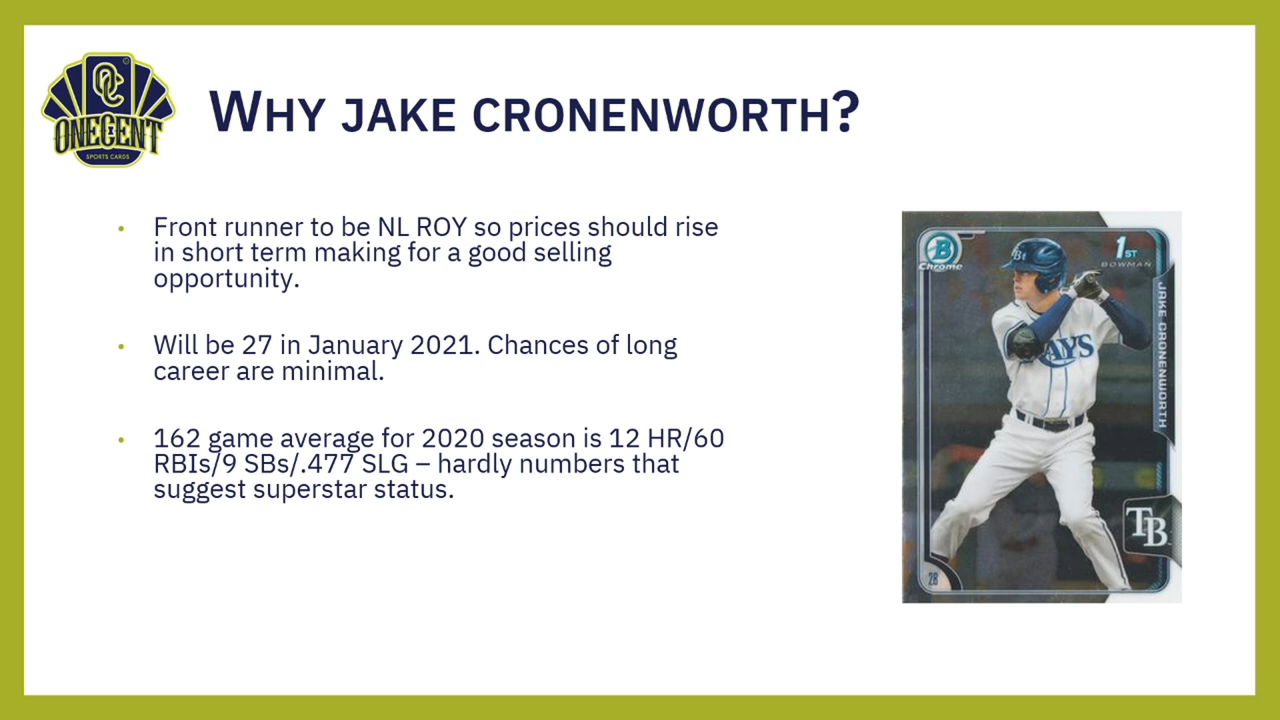 OC
ONECENT
SPORTS CARDS
WHY JAKE CRONENWORTH?
Front runner to be NL ROY so prices should rise
in short term making for a good selling
opportunity.
Will be 27 in January 2021. Chances of long
career are minimal.
162 game average for 2020 season is 12 HR/60
RBIs/9 SBs/.477 SLG – hardly numbers that
suggest superstar status.
B
Chrome
1ST
BOWMAN
TB
RAYS
JAKE CRONENWORTH
TB
2B